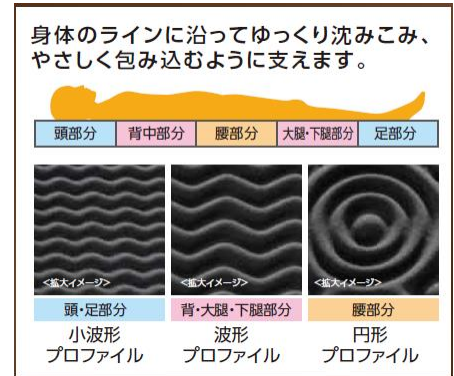 身体のラインに沿ってゆっくり沈みこみ、
やさしく包み込むように支えます。
頭部分 背中部分 腰部分 大腿・下腿部分 足部分
<拡大イメージ> <拡大イメージ> <拡大イメージ>
頭・足部分 背・大腿・下腿部分 腰部分
小波形 波形 円形
プロファイル プロファイル プロファイル